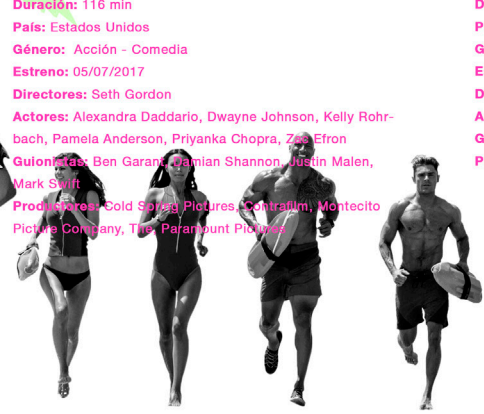 Duración: 116 min
País: Estados Unidos
Género: Acción - Comedia
Estreno: 05/07/2017
Directores: Seth Gordon
Actores: Alexandra Daddario, Dwayne Johnson, Kelly Rohr-
bach, Pamela Anderson, Priyanka Chopra, Zac Efron
Guionistas: Ben Garant, Damian Shannon, Justin Malen,
Mark Swift
Productores: Cold Spring Pictures, Contrafilm, Montecito
Picture Company, The, Paramount Pictures
D
P
G
E
D
A
G
P